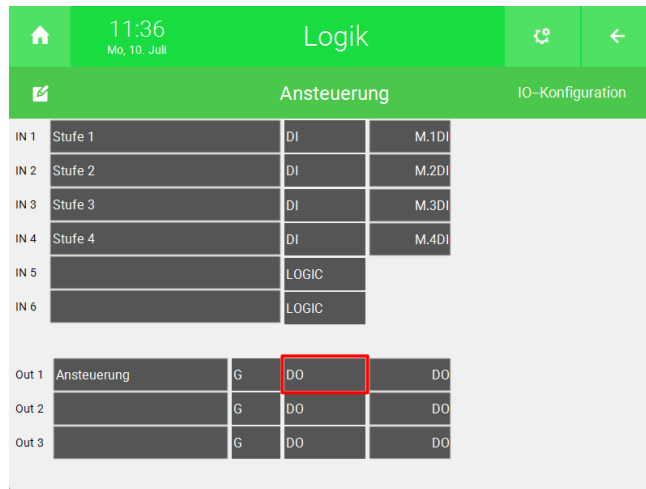 11:36
Mo, 10. Juli
Logik
Ansteuerung
IO-Konfiguration
IN 1 Stufe 1 DI M.1DI
IN 2 Stufe 2 DI M.2DI
IN 3 Stufe 3 DI M.3DI
IN 4 Stufe 4 DI M.4DI
IN 5 LOGIC
IN 6 LOGIC
Out 1 Ansteuerung G DO DO
Out 2 G DO DO
Out 3 G DO DO